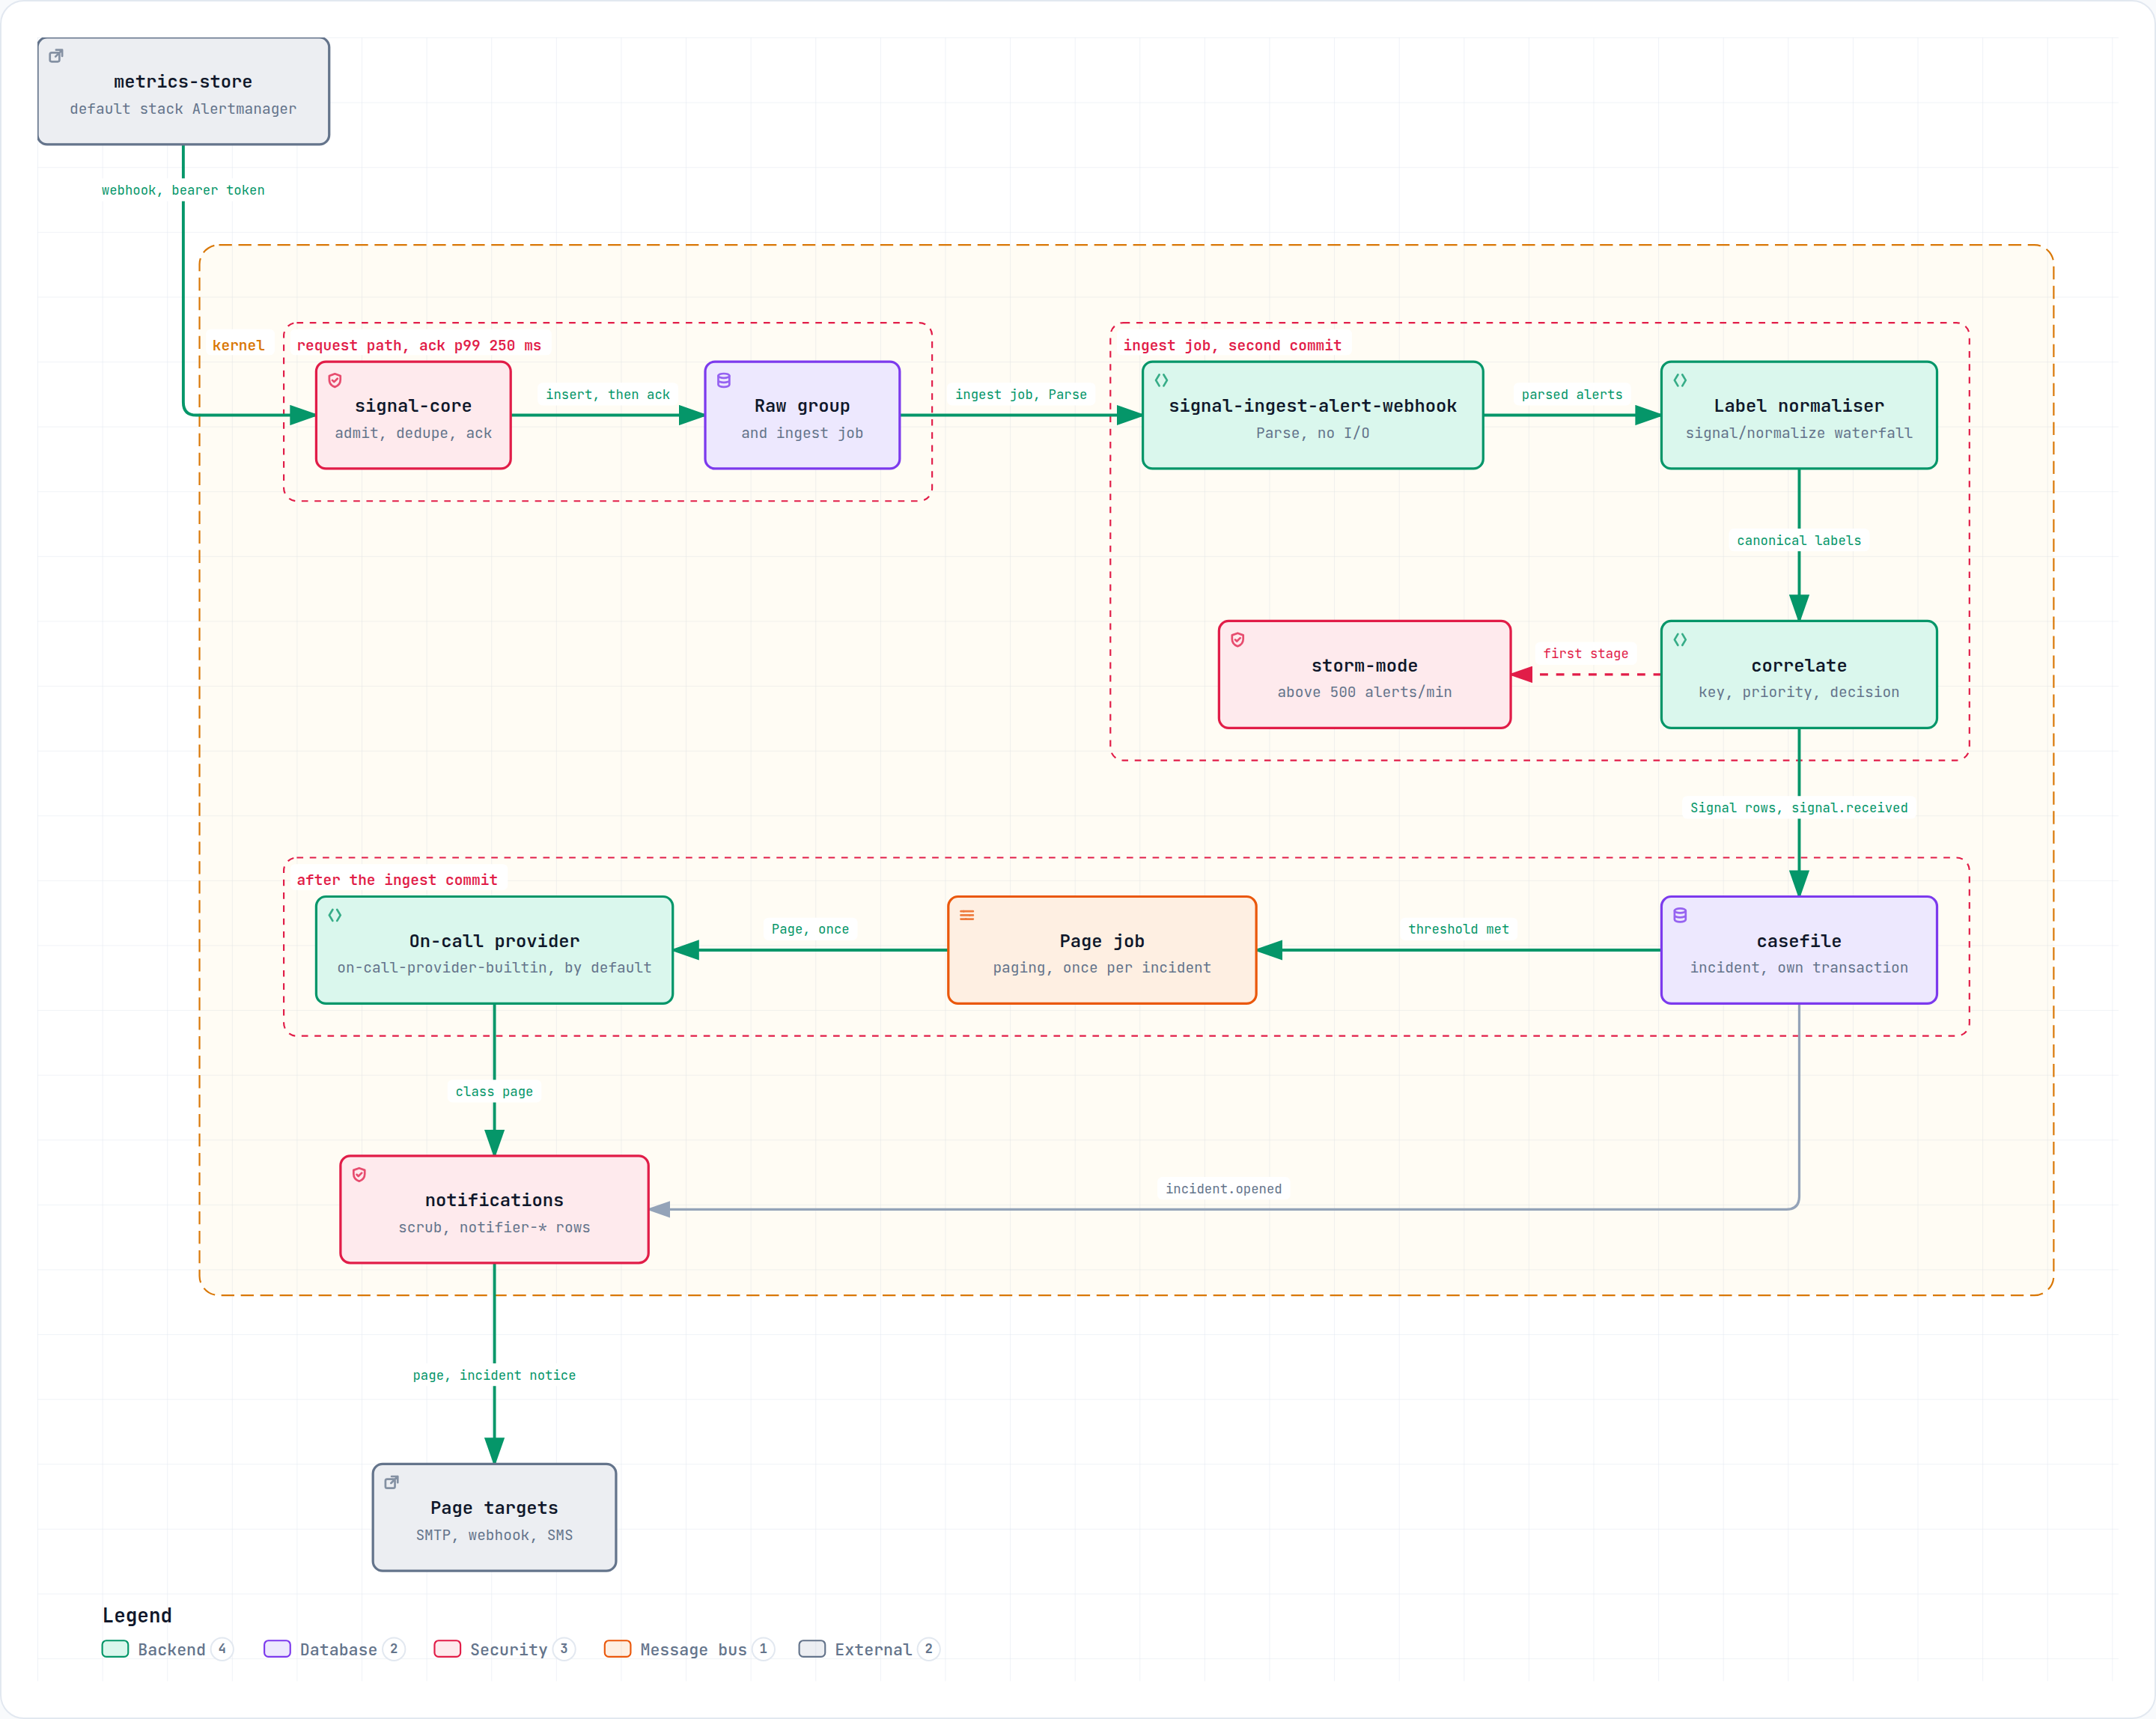 metrics-store
default stack Alertmanager
webhook, bearer token
kernel
request path, ack p99 250 ms
signal-core
admit, dedupe, ack
insert, then ack
Raw group
and ingest job
ingest job, Parse
ingest job, second commit
signal-ingest-alert-webhook
Parse, no I/O
parsed alerts
Label normaliser
signal/normalize waterfall
canonical labels
storm-mode
above 500 alerts/min
first stage
correlate
key, priority, decision
Signal rows, signal.received
after the ingest commit
On-call provider
on-call-provider-builtin, by default
Page, once
Page job
paging, once per incident
threshold met
casefile
incident, own transaction
class page
notifications
scrub, notifier-* rows
incident.opened
page, incident notice
Page targets
SMTP, webhook, SMS
Legend
Backend 4
Database 2
Security 3
Message bus 1
External 2